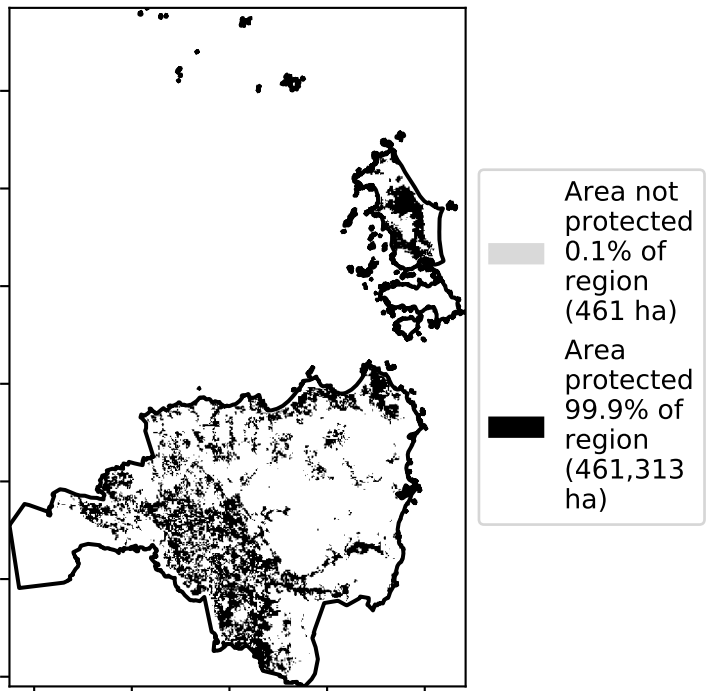 Area not
protected
0.1% of
region
(461 ha)
Area
protected
99.9% of
region
(461,313
ha)